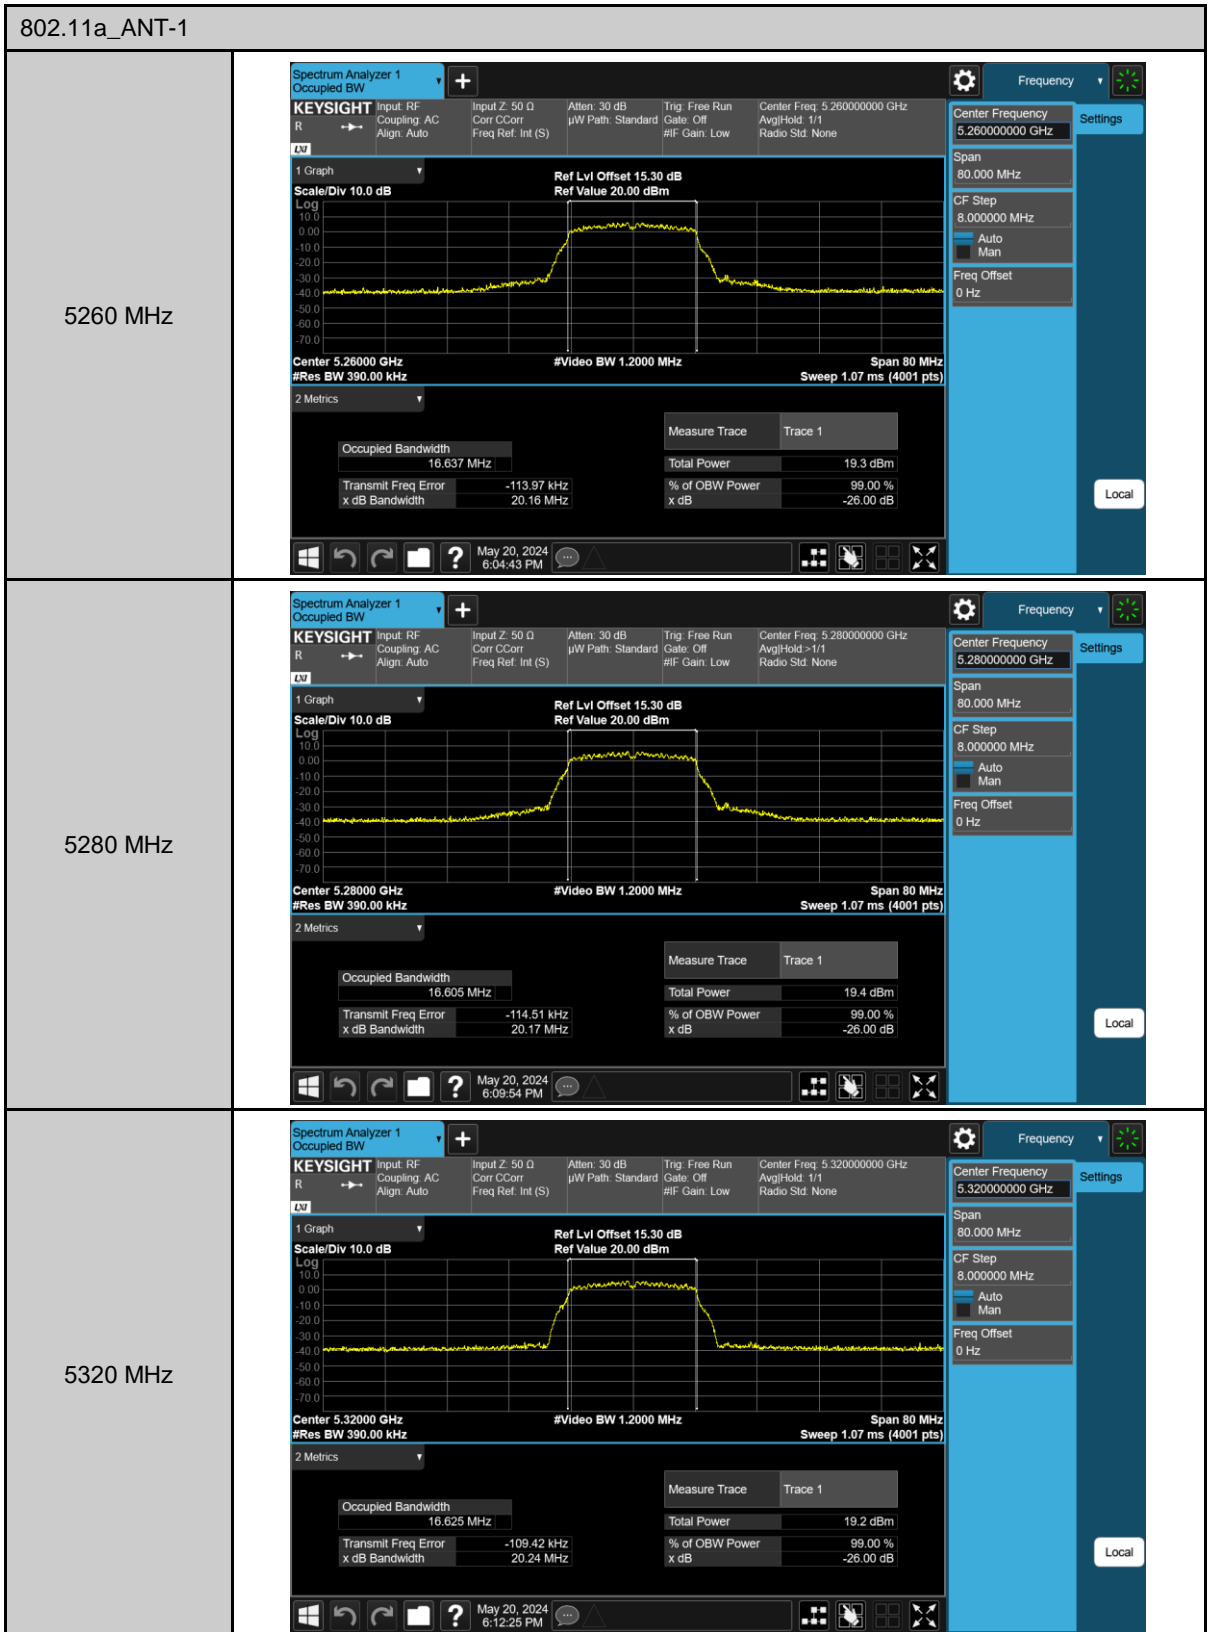 802.11a_ANT-1
5260 MHz
Spectrum Analyzer 1
Occupied BW
Frequency
KEYSIGHT
R
LXI
Input: RF
Coupling: AC
Align: Auto
Input Z: 50 Ω
Corr CCorr
Freq Ref: Int (S)
Atten: 30 dB
µW Path: Standard
Trig: Free Run
Gate: Off
#IF Gain: Low
Center Freq: 5.260000000 GHz
Avg|Hold: 1/1
Radio Std: None
Center Frequency
5.260000000 GHz
Settings
Span
80.000 MHz
CF Step
8.000000 MHz
Auto
Man
Freq Offset
0 Hz
Local
1 Graph
Scale/Div 10.0 dB
Ref Lvl Offset 15.30 dB
Ref Value 20.00 dBm
Log
10.0
0.00
-10.0
-20.0
-30.0
-40.0
-50.0
-60.0
-70.0
Center 5.26000 GHz
#Video BW 1.2000 MHz
Span 80 MHz
#Res BW 390.00 kHz
Sweep 1.07 ms (4001 pts)
2 Metrics
Measure Trace Trace 1
Occupied Bandwidth
16.637 MHz
Total Power 19.3 dBm
Transmit Freq Error -113.97 kHz
% of OBW Power 99.00 %
x dB Bandwidth 20.16 MHz
x dB -26.00 dB
May 20, 2024
6:04:43 PM
5280 MHz
Spectrum Analyzer 1
Occupied BW
Frequency
KEYSIGHT
R
LXI
Input: RF
Coupling: AC
Align: Auto
Input Z: 50 Ω
Corr CCorr
Freq Ref: Int (S)
Atten: 30 dB
µW Path: Standard
Trig: Free Run
Gate: Off
#IF Gain: Low
Center Freq: 5.280000000 GHz
Avg|Hold:>1/1
Radio Std: None
Center Frequency
5.280000000 GHz
Settings
Span
80.000 MHz
CF Step
8.000000 MHz
Auto
Man
Freq Offset
0 Hz
Local
1 Graph
Scale/Div 10.0 dB
Ref Lvl Offset 15.30 dB
Ref Value 20.00 dBm
Log
10.0
0.00
-10.0
-20.0
-30.0
-40.0
-50.0
-60.0
-70.0
Center 5.28000 GHz
#Video BW 1.2000 MHz
Span 80 MHz
#Res BW 390.00 kHz
Sweep 1.07 ms (4001 pts)
2 Metrics
Measure Trace Trace 1
Occupied Bandwidth
16.605 MHz
Total Power 19.4 dBm
Transmit Freq Error -114.51 kHz
% of OBW Power 99.00 %
x dB Bandwidth 20.17 MHz
x dB -26.00 dB
May 20, 2024
6:09:54 PM
5320 MHz
Spectrum Analyzer 1
Occupied BW
Frequency
KEYSIGHT
R
LXI
Input: RF
Coupling: AC
Align: Auto
Input Z: 50 Ω
Corr CCorr
Freq Ref: Int (S)
Atten: 30 dB
µW Path: Standard
Trig: Free Run
Gate: Off
#IF Gain: Low
Center Freq: 5.320000000 GHz
Avg|Hold: 1/1
Radio Std: None
Center Frequency
5.320000000 GHz
Settings
Span
80.000 MHz
CF Step
8.000000 MHz
Auto
Man
Freq Offset
0 Hz
Local
1 Graph
Scale/Div 10.0 dB
Ref Lvl Offset 15.30 dB
Ref Value 20.00 dBm
Log
10.0
0.00
-10.0
-20.0
-30.0
-40.0
-50.0
-60.0
-70.0
Center 5.32000 GHz
#Video BW 1.2000 MHz
Span 80 MHz
#Res BW 390.00 kHz
Sweep 1.07 ms (4001 pts)
2 Metrics
Measure Trace Trace 1
Occupied Bandwidth
16.625 MHz
Total Power 19.2 dBm
Transmit Freq Error -109.42 kHz
% of OBW Power 99.00 %
x dB Bandwidth 20.24 MHz
x dB -26.00 dB
May 20, 2024
6:12:25 PM